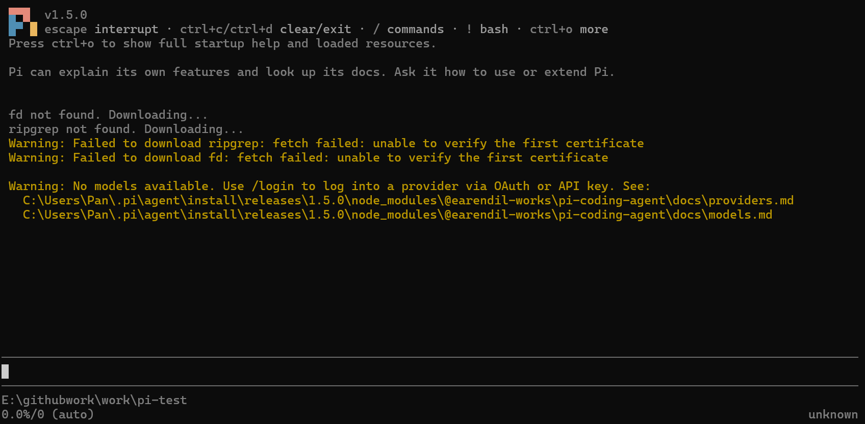 v1.5.0
escape interrupt · ctrl+c/ctrl+d clear/exit · / commands · ! bash · ctrl+o more
Press ctrl+o to show full startup help and loaded resources.
Pi can explain its own features and look up its docs. Ask it how to use or extend Pi.
fd not found. Downloading...
ripgrep not found. Downloading...
Warning: Failed to download ripgrep: fetch failed: unable to verify the first certificate
Warning: Failed to download fd: fetch failed: unable to verify the first certificate
Warning: No models available. Use /login to log into a provider via OAuth or API key. See:
C:\Users\Pan\.pi\agent\install\releases\1.5.0\node_modules\@earendil-works\pi-coding-agent\docs\providers.md
C:\Users\Pan\.pi\agent\install\releases\1.5.0\node_modules\@earendil-works\pi-coding-agent\docs\models.md
E:\githubwork\work\pi-test
0.0%/0 (auto) unknown